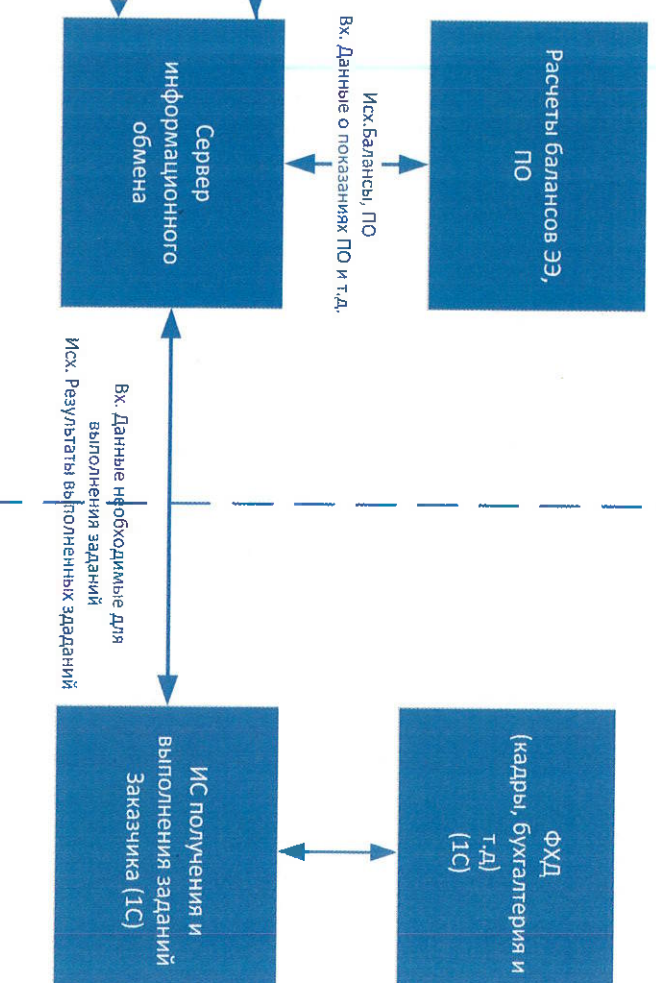 Расчеты балансов ЭЭ,
ПО
Исх.Балансы, ПО
Вх. Данные о показаниях ПО и т.д.
Сервер
информационного
обмена
Вх. Данные необходимые для
выполнения заданий
Исх. Результаты выполненных здаданий
ФХД
(кадры, бухгалтерия и
т.д)
(1С)
ИС получения и
выполнения заданий
Заказчика (1С)